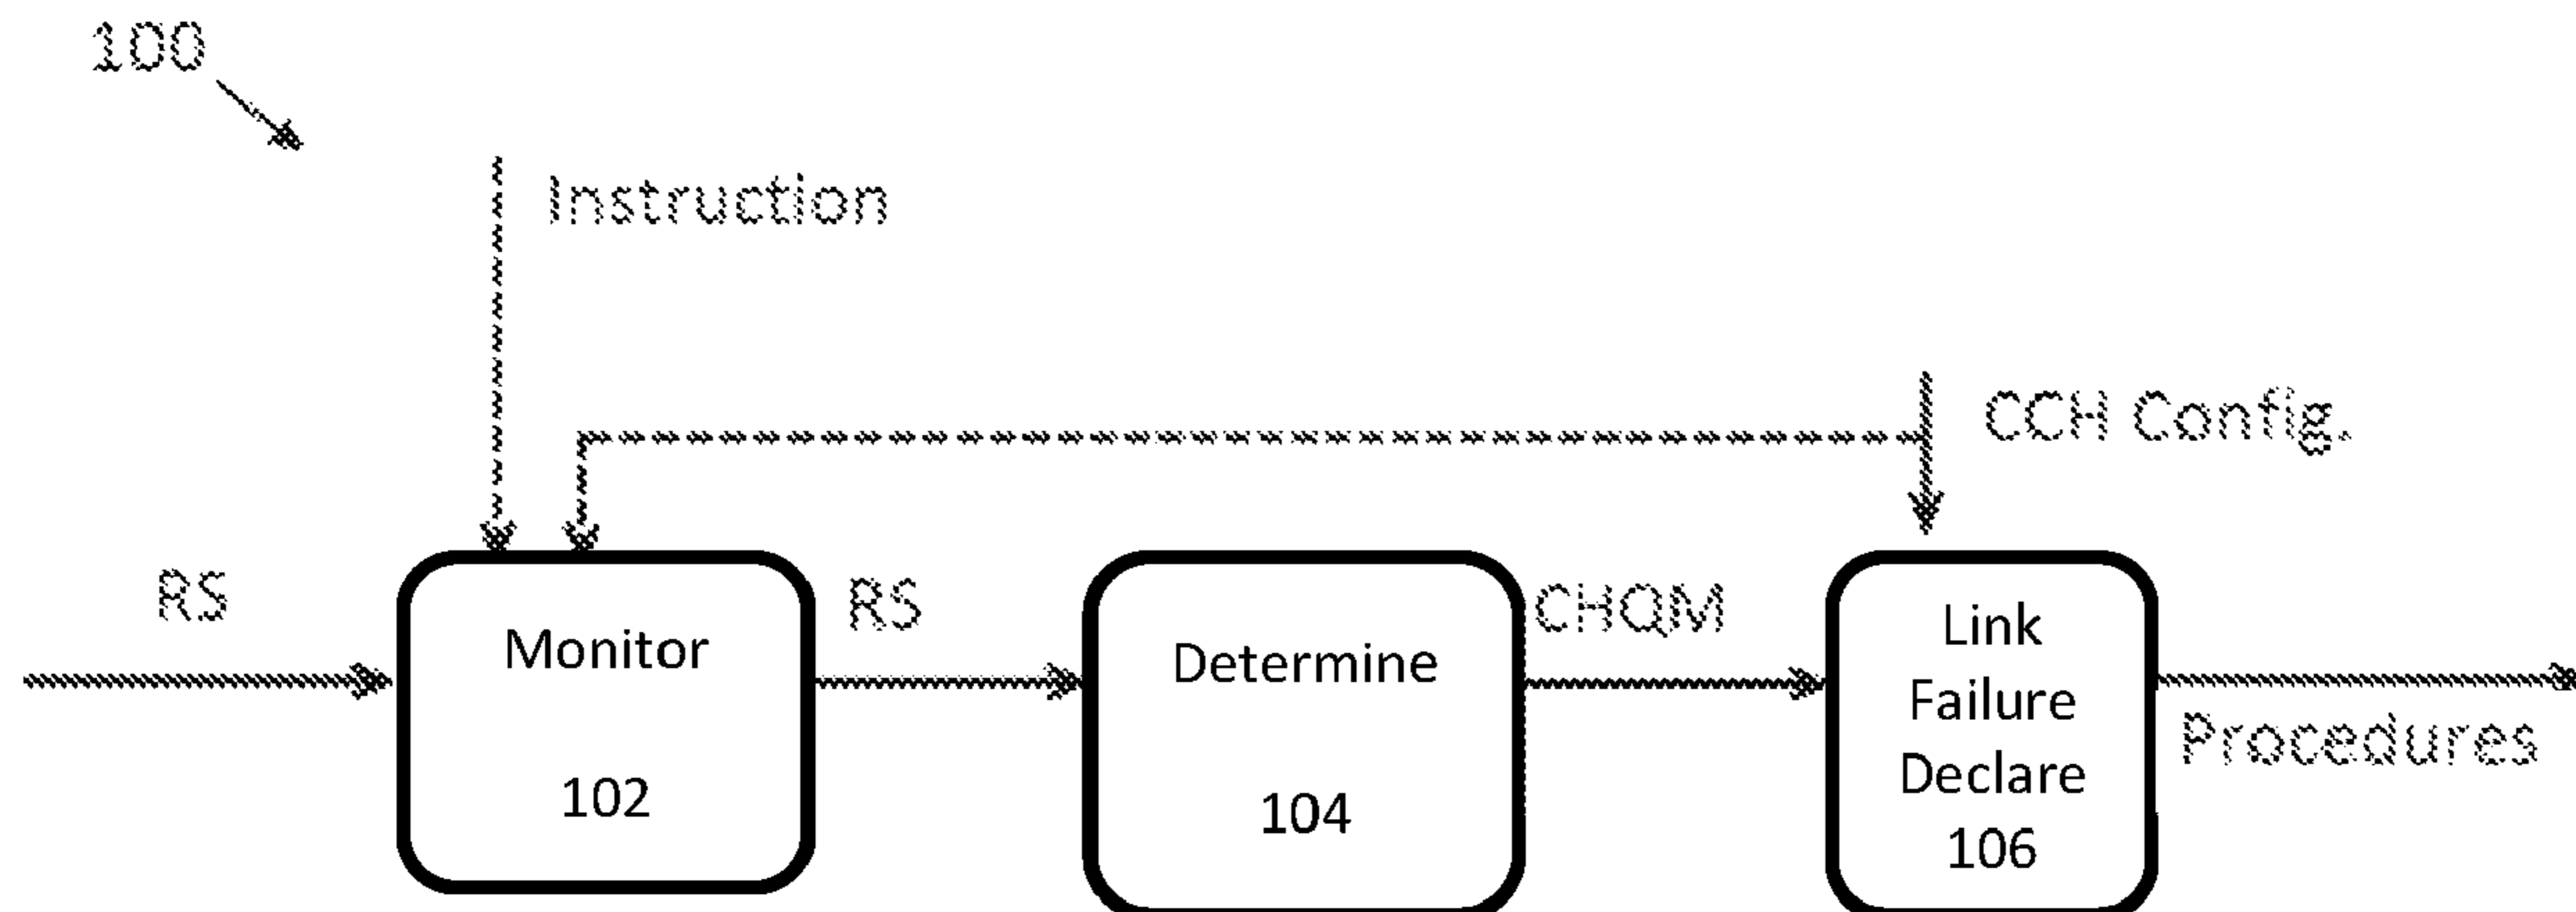 100
Instruction
CCH Config.
RS
Monitor
102
RS
Determine
104
CHQM
Link
Failure
Declare
106
Procedures